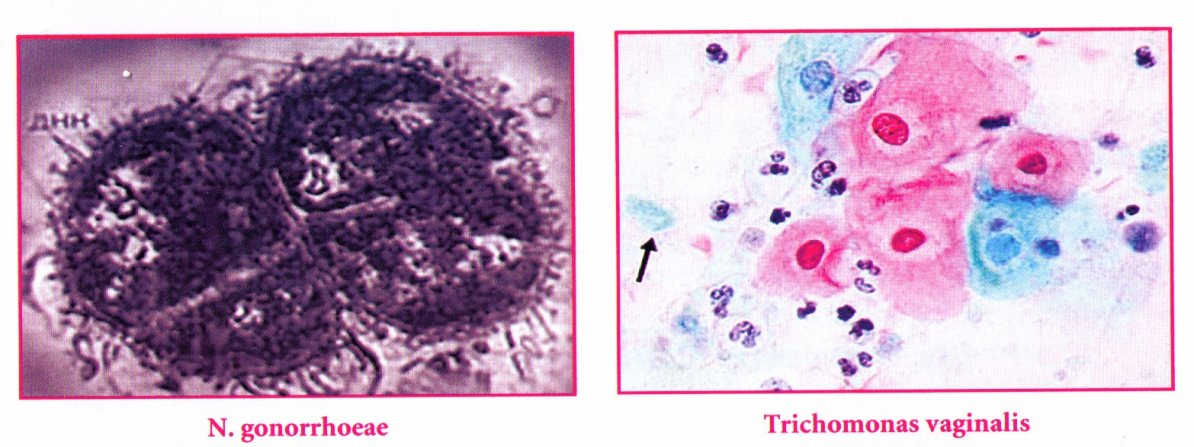 ДНК
N. gonorrhoeae
Trichomonas vaginalis